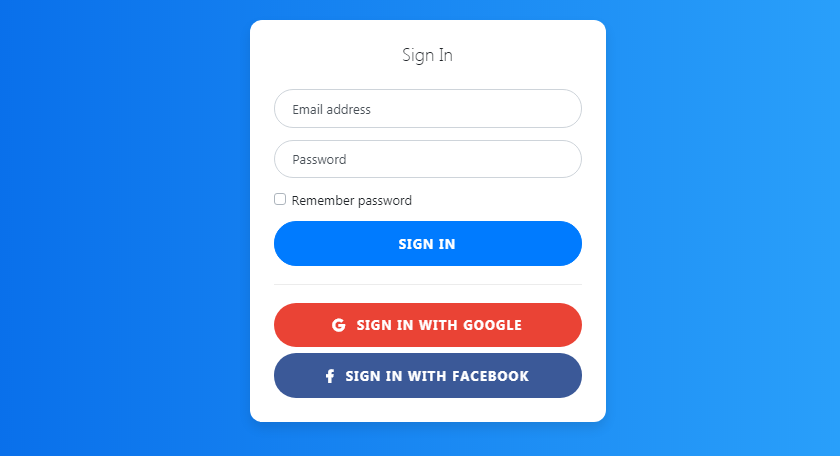 Sign In
Email address
Password
Remember password
SIGN IN
SIGN IN WITH GOOGLE
SIGN IN WITH FACEBOOK